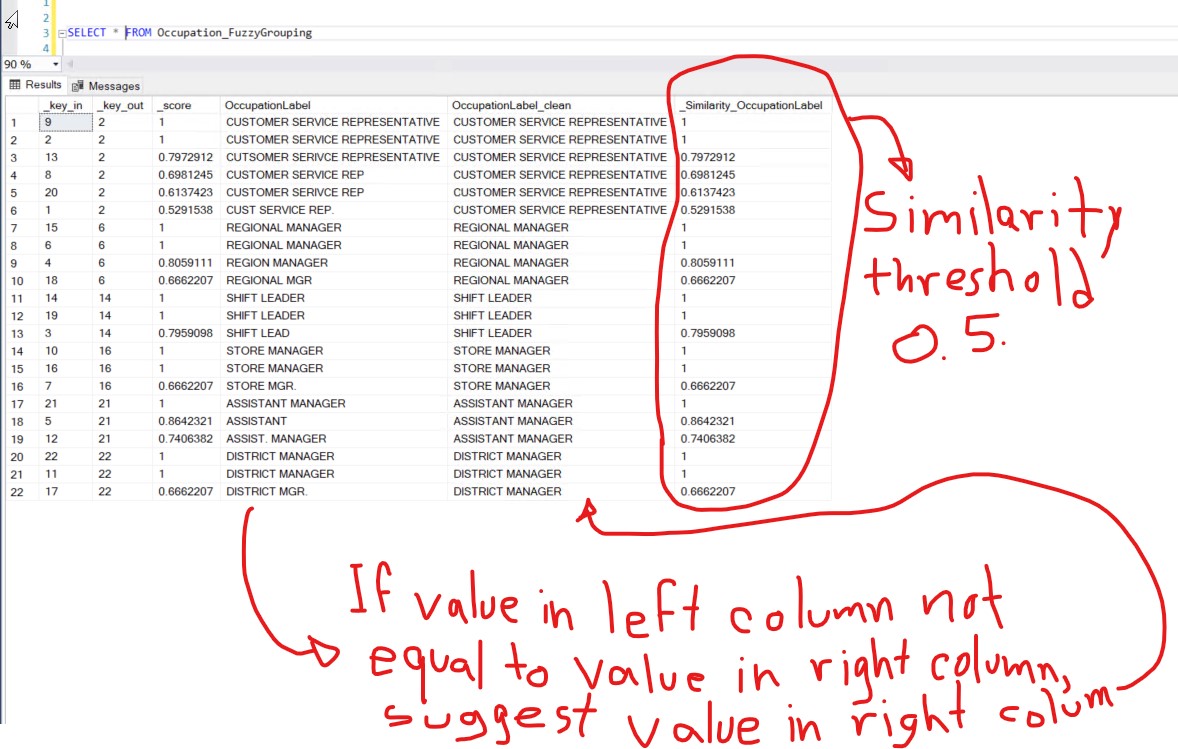 1
2
3 SELECT * FROM Occupation_FuzzyGrouping
4
90 %
Results Messages
_key_in _key_out _score OccupationLabel OccupationLabel_clean _Similarity_OccupationLabel
1 9 2 1 CUSTOMER SERVICE REPRESENTATIVE CUSTOMER SERVICE REPRESENTATIVE 1
2 2 2 1 CUSTOMER SERVICE REPRESENTATIVE CUSTOMER SERVICE REPRESENTATIVE 1
3 13 2 0.7972912 CUTSOMER SERVICE REPRESENTATIVE CUSTOMER SERVICE REPRESENTATIVE 0.7972912
4 8 2 0.6981245 CUSTOMER SERVICE REP CUSTOMER SERVICE REPRESENTATIVE 0.6981245
5 20 2 0.6137423 CUSTOMER SERIVCE REP CUSTOMER SERVICE REPRESENTATIVE 0.6137423
6 1 2 0.5291538 CUST SERVICE REP. CUSTOMER SERVICE REPRESENTATIVE 0.5291538
7 15 6 1 REGIONAL MANAGER REGIONAL MANAGER 1
8 6 6 1 REGIONAL MANAGER REGIONAL MANAGER 1
9 4 6 0.8059111 REGION MANAGER REGIONAL MANAGER 0.8059111
10 18 6 0.6662207 REGIONAL MGR REGIONAL MANAGER 0.6662207
11 14 14 1 SHIFT LEADER SHIFT LEADER 1
12 19 14 1 SHIFT LEADER SHIFT LEADER 1
13 3 14 0.7959098 SHIFT LEAD SHIFT LEADER 0.7959098
14 10 16 1 STORE MANAGER STORE MANAGER 1
15 16 16 1 STORE MANAGER STORE MANAGER 1
16 7 16 0.6662207 STORE MGR. STORE MANAGER 0.6662207
17 21 21 1 ASSISTANT MANAGER ASSISTANT MANAGER 1
18 5 21 0.8642321 ASSISTANT ASSISTANT MANAGER 0.8642321
19 12 21 0.7406382 ASSIST. MANAGER ASSISTANT MANAGER 0.7406382
20 22 22 1 DISTRICT MANAGER DISTRICT MANAGER 1
21 11 22 1 DISTRICT MANAGER DISTRICT MANAGER 1
22 17 22 0.6662207 DISTRICT MGR. DISTRICT MANAGER 0.6662207
Similarity
threshold
0.5.
If value in left column not
equal to value in right column,
suggest value in right colum